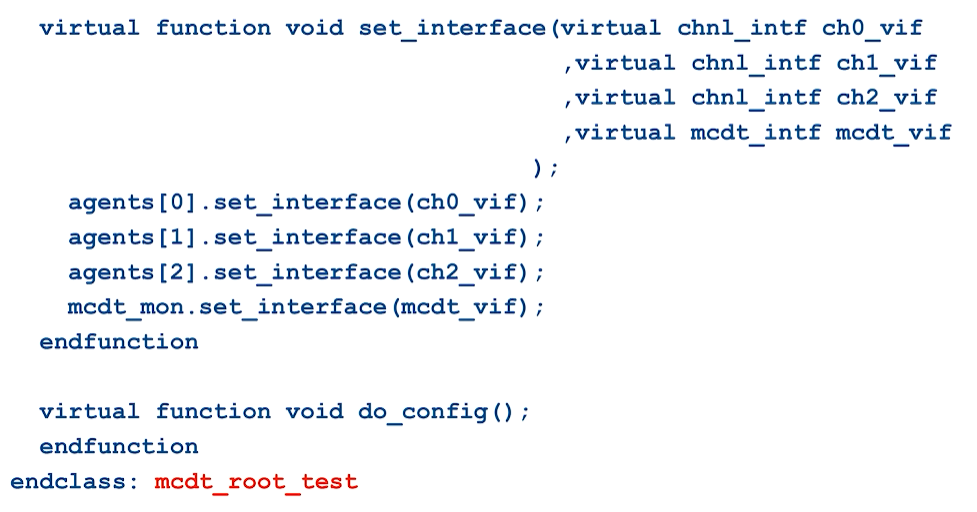 virtual function void set_interface(virtual chnl_intf ch0_vif
,virtual chnl_intf ch1_vif
,virtual chnl_intf ch2_vif
,virtual mcdt_intf mcdt_vif
);
agents[0].set_interface(ch0_vif);
agents[1].set_interface(ch1_vif);
agents[2].set_interface(ch2_vif);
mcdt_mon.set_interface(mcdt_vif);
endfunction
virtual function void do_config();
endfunction
endclass: mcdt_root_test